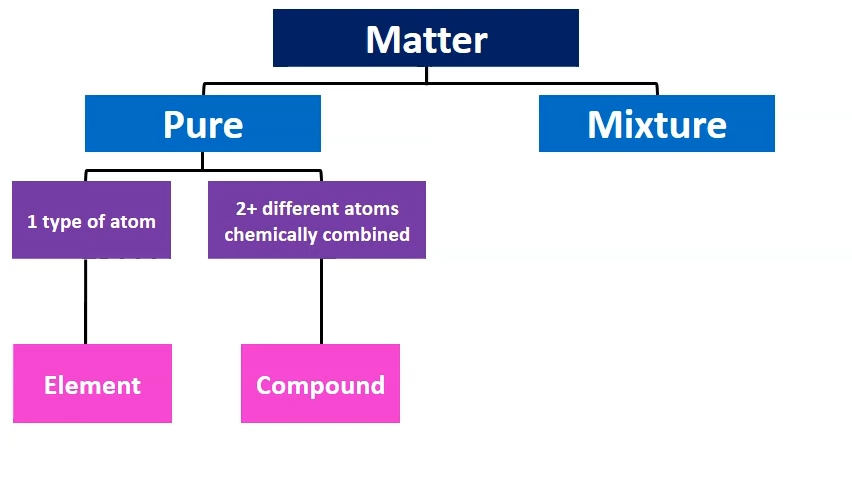 Matter
Pure
Mixture
1 type of atom
2+ different atoms
chemically combined
Element
Compound